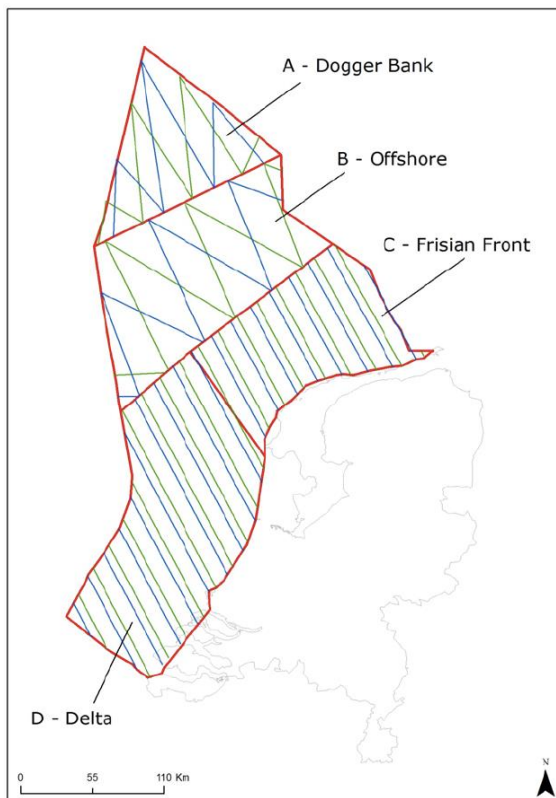 A - Dogger Bank
B - Offshore
C - Frisian Front
D - Delta
0 55 110 Km
N